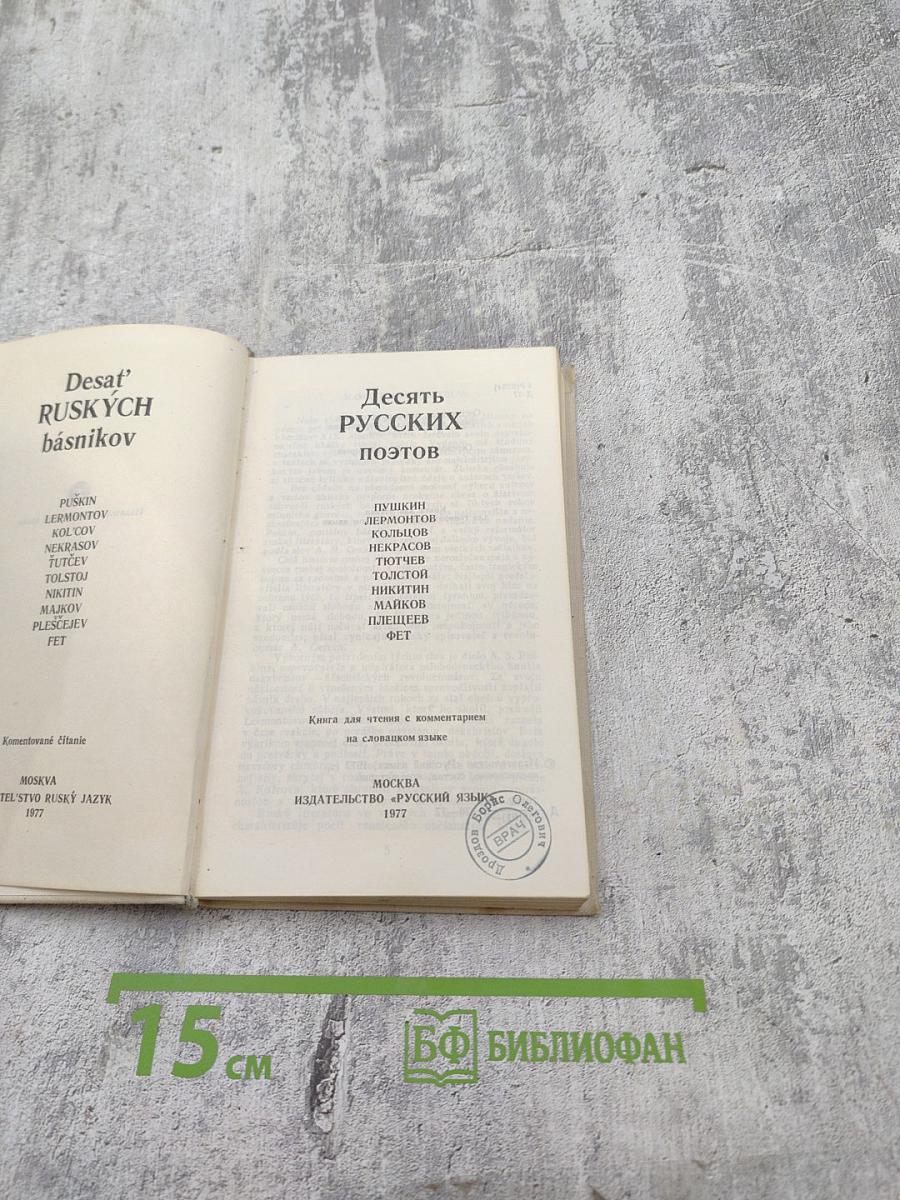 Desať
RUSKÝCH
básnikov
PUŠKIN
LERMONTOV
KOĽCOV
NEKRASOV
ŤUTČEV
TOLSTOJ
NIKITIN
MAJKOV
PLEŠČEJEV
FET
Komentované čítanie
MOSKVA
TEĽSTVO RUSKÝ JAZYK
1977
Десять
РУССКИХ
ПОЭТОВ
ПУШКИН
ЛЕРМОНТОВ
КОЛЬЦОВ
НЕКРАСОВ
ТЮТЧЕВ
ТОЛСТОЙ
НИКИТИН
МАЙКОВ
ПЛЕЩЕЕВ
ФЕТ
Книга для чтения с комментарием
на словацком языке
МОСКВА
ИЗДАТЕЛЬСТВО «РУССКИЙ ЯЗЫК»
1977
Дроздов Борис Олегович
ВРАЧ
15 см
БФ БИБЛИОФАН